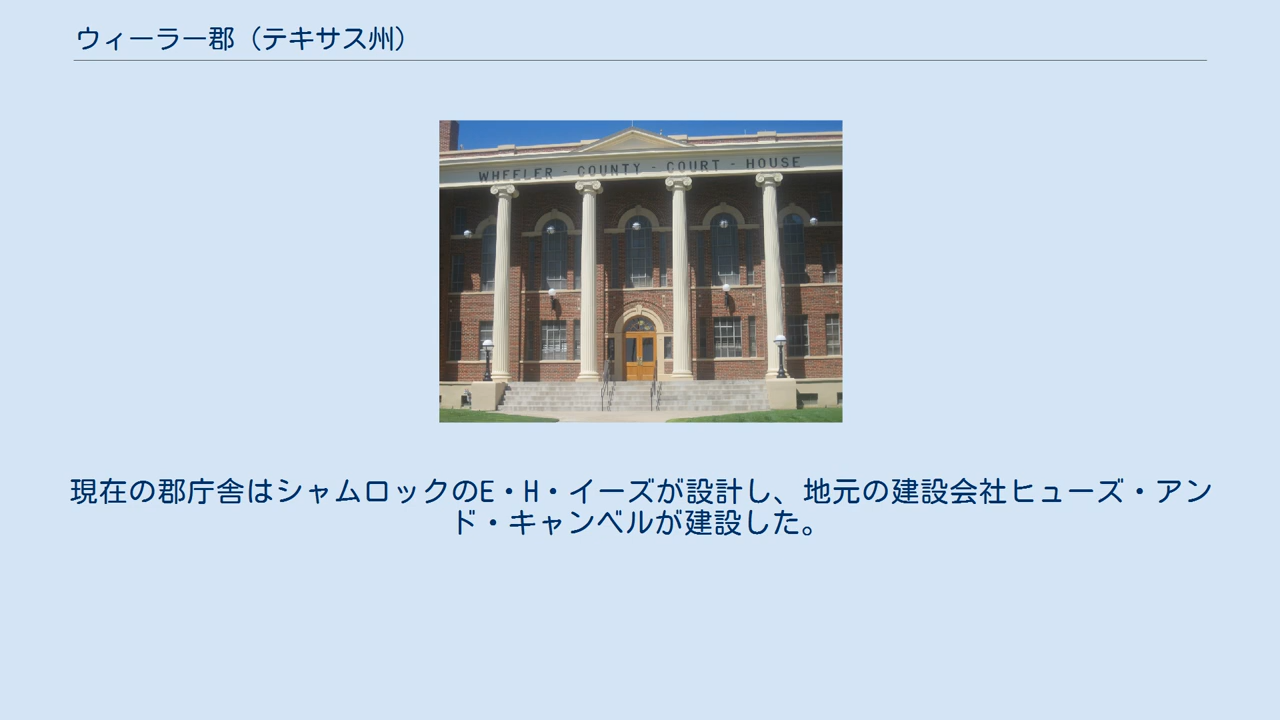 ウィーラー郡（テキサス州）
WHEELER - COUNTY - COURT - HOUSE
現在の郡庁舎はシャムロックのE・H・イーズが設計し、地元の建設会社ヒューズ・アン
ド・キャンベルが建設した。